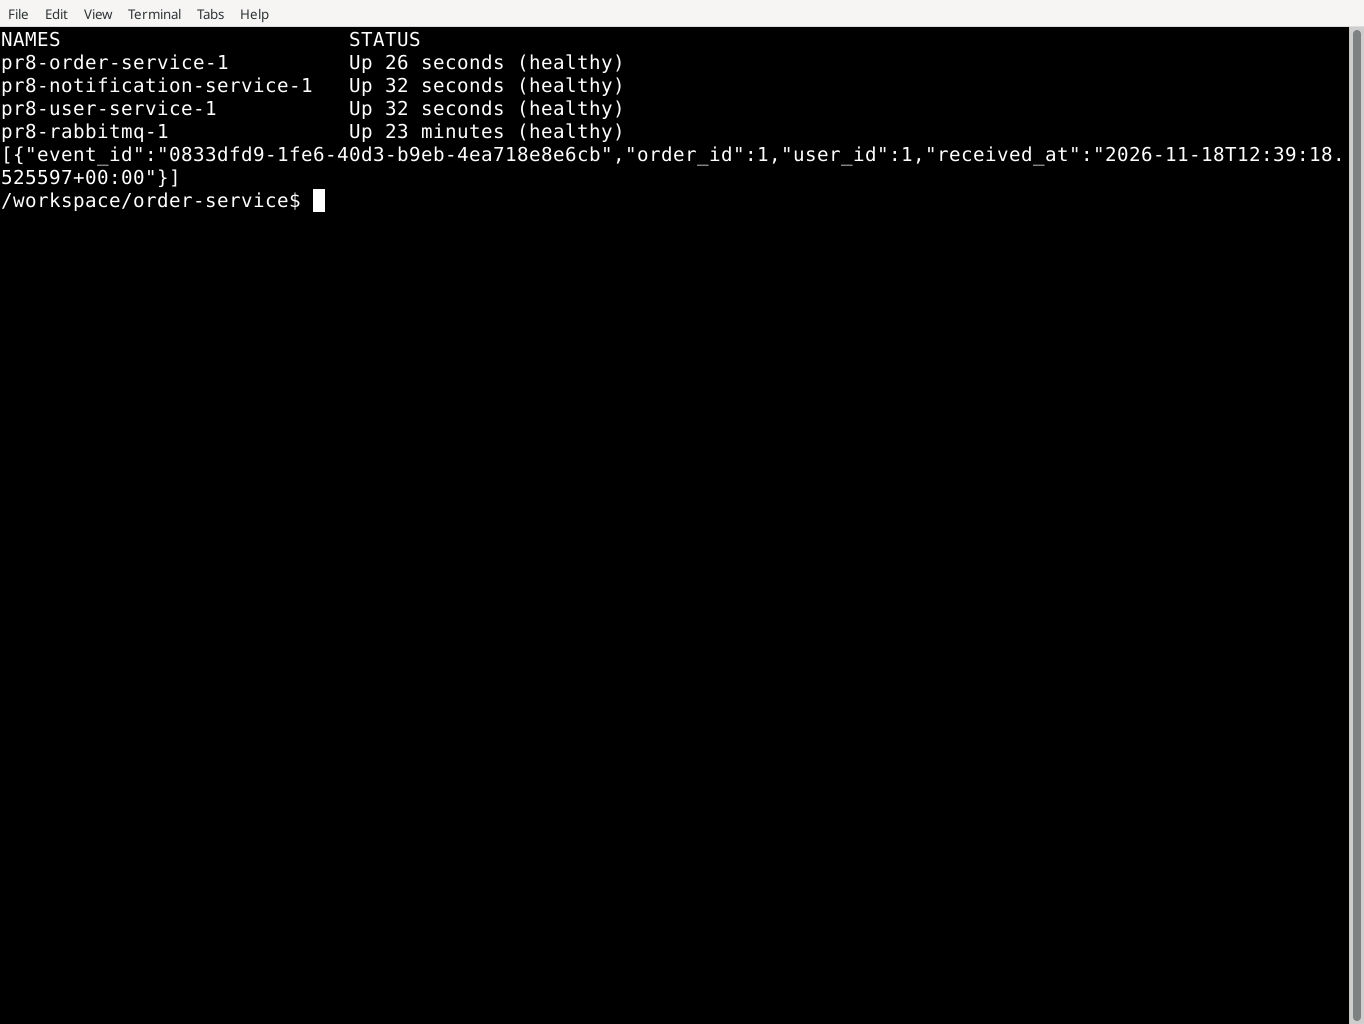 File Edit View Terminal Tabs Help
NAMES STATUS
pr8-order-service-1 Up 26 seconds (healthy)
pr8-notification-service-1 Up 32 seconds (healthy)
pr8-user-service-1 Up 32 seconds (healthy)
pr8-rabbitmq-1 Up 23 minutes (healthy)
[{"event_id":"0833dfd9-1fe6-40d3-b9eb-4ea718e8e6cb","order_id":1,"user_id":1,"received_at":"2026-11-18T12:39:18.
525597+00:00"}]
/workspace/order-service$